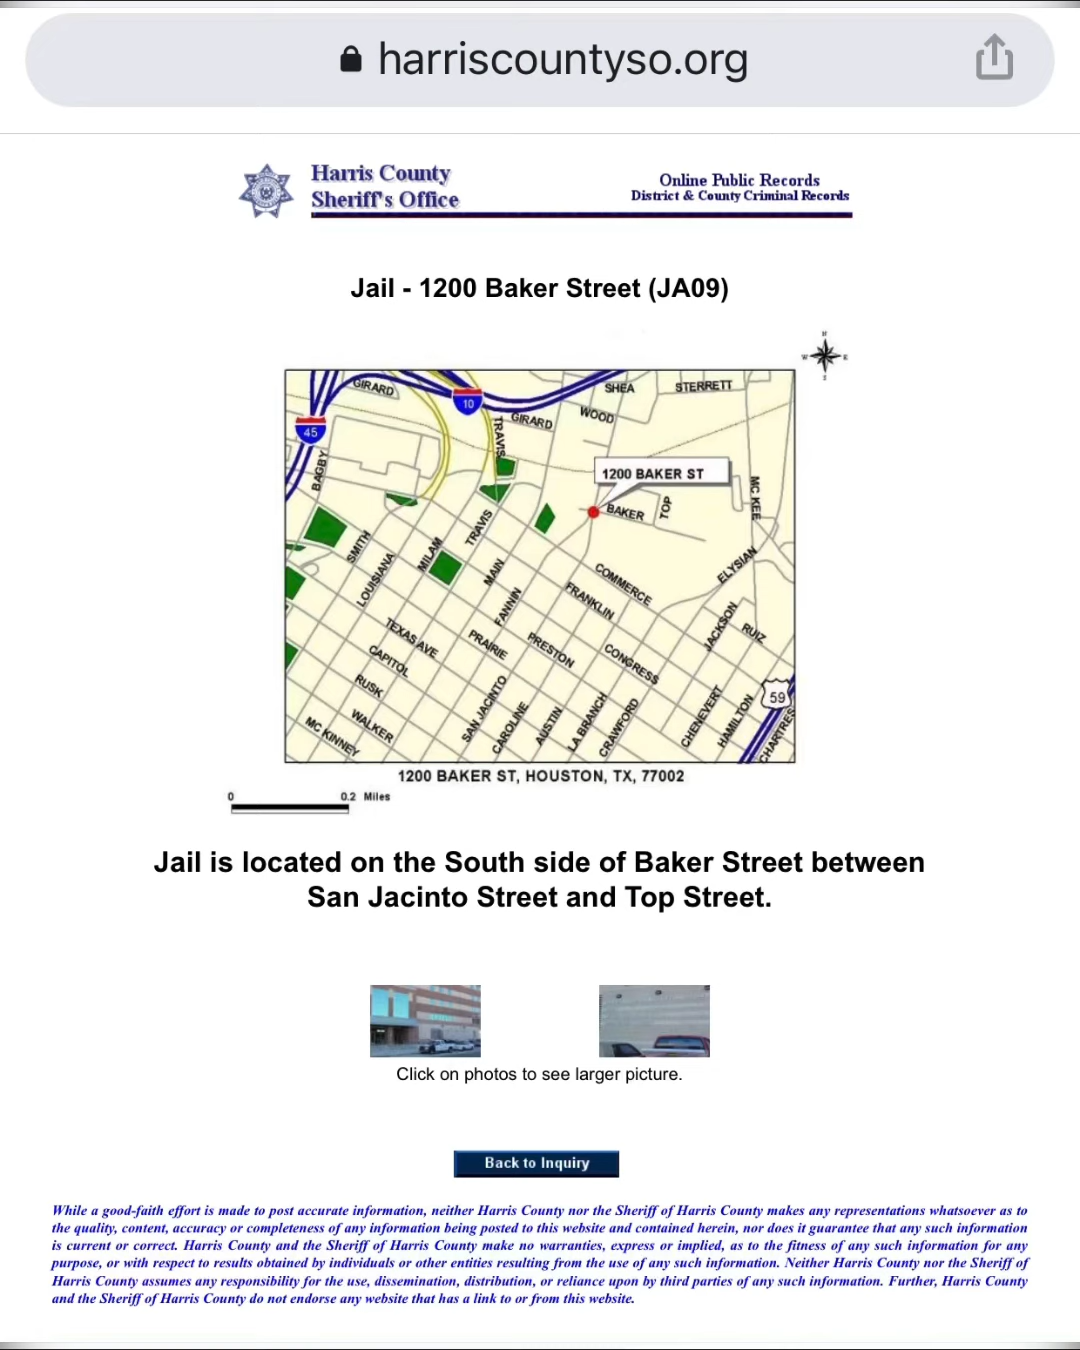 harriscountyso.org
Harris County
Sheriff's Office
Online Public Records
District & County Criminal Records
Jail - 1200 Baker Street (JA09)
N
W E
S
GIRARD
10
SHEA
STERRETT
WOOD
GIRARD
TRAVIS
45
BAGBY
1200 BAKER ST
MC KEE
TOP
BAKER
SMITH
LOUISIANA
MILAM
TRAVIS
MAIN
FANNIN
COMMERCE
FRANKLIN
ELYSIAN
JACKSON
RUIZ
TEXAS AVE
PRAIRIE
PRESTON
CONGRESS
CAPITOL
RUSK
WALKER
MC KINNEY
SAN JACINTO
CAROLINE
AUSTIN
LA BRANCH
CRAWFORD
CHENEVERT
HAMILTON
59
CHARTRES
1200 BAKER ST, HOUSTON, TX, 77002
0 0.2 Miles
Jail is located on the South side of Baker Street between
San Jacinto Street and Top Street.
Click on photos to see larger picture.
Back to Inquiry
While a good-faith effort is made to post accurate information, neither Harris County nor the Sheriff of Harris County makes any representations whatsoever as to
the quality, content, accuracy or completeness of any information being posted to this website and contained herein, nor does it guarantee that any such information
is current or correct. Harris County and the Sheriff of Harris County make no warranties, express or implied, as to the fitness of any such information for any
purpose, or with respect to results obtained by individuals or other entities resulting from the use of any such information. Neither Harris County nor the Sheriff of
Harris County assumes any responsibility for the use, dissemination, distribution, or reliance upon by third parties of any such information. Further, Harris County
and the Sheriff of Harris County do not endorse any website that has a link to or from this website.